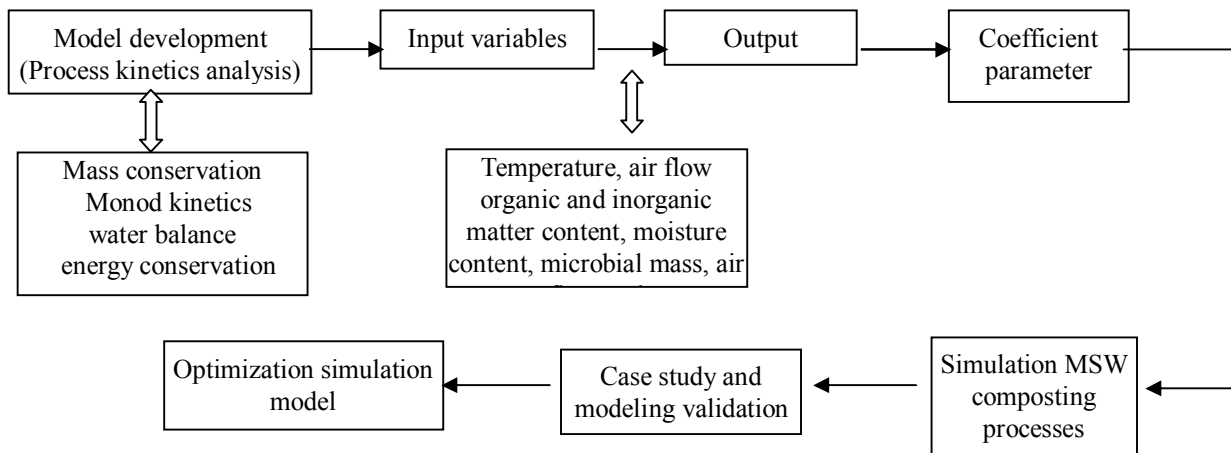 Model development
(Process kinetics analysis)
Input variables
Output
Coefficient
parameter
Mass conservation
Monod kinetics
water balance
energy conservation
Temperature, air flow
organic and inorganic
matter content, moisture
content, microbial mass, air
Optimization simulation
model
Case study and
modeling validation
Simulation MSW
composting
processes